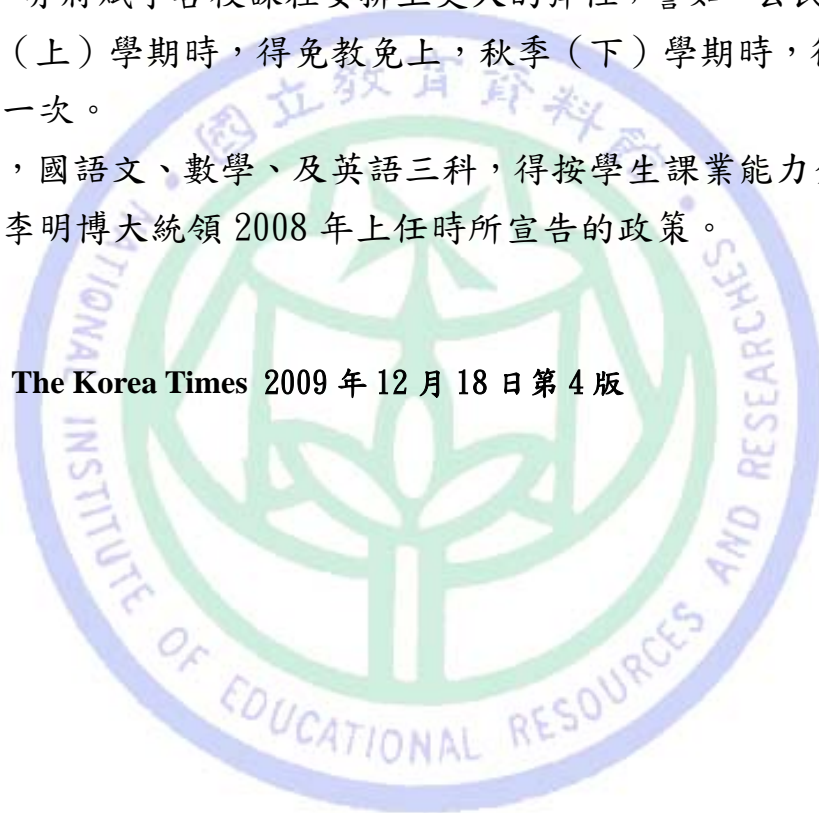 （上）學期時，得免教免上，秋季（下）學期時，
一次。
，國語文、數學、及英語三科，得按學生課業能力
李明博大統領 2008 年上任時所宣告的政策。
The Korea Times 2009 年 12 月 18 日第 4 版
國立教育資料館
NATIONAL INSTITUTE OF EDUCATIONAL RESOURCES AND RESEARCHES